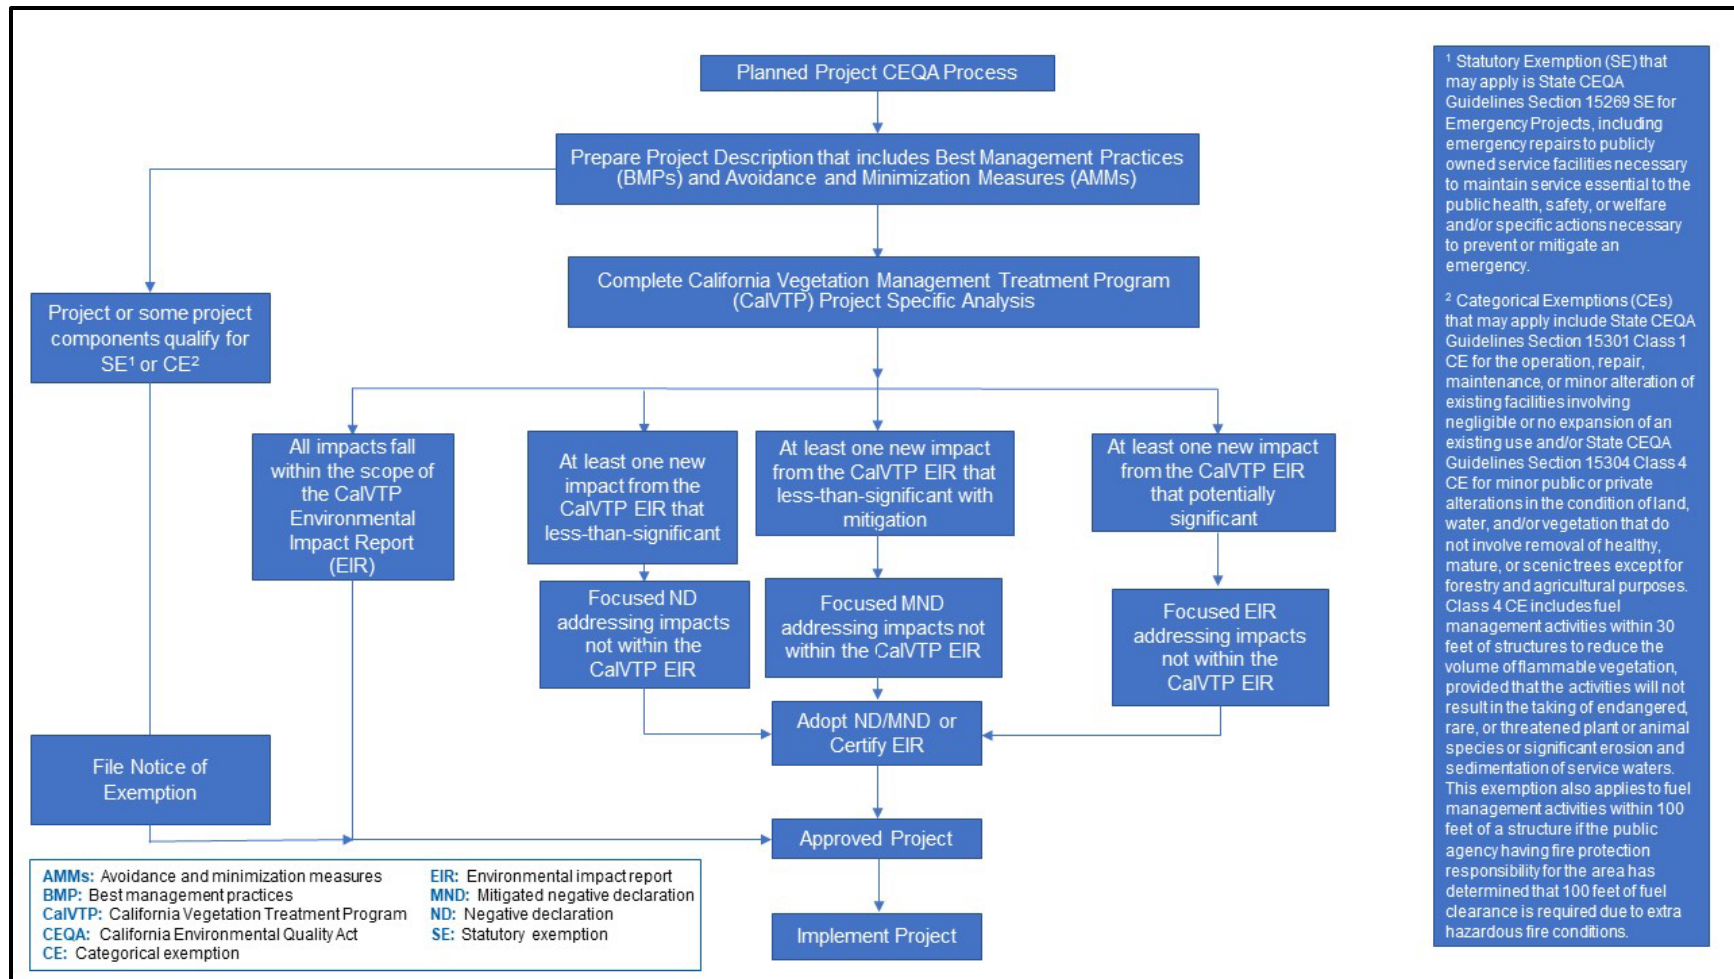 Planned Project CEQA Process
Prepare Project Description that includes Best Management Practices
(BMPs) and Avoidance and Minimization Measures (AMMs)
Complete California Vegetation Management Treatment Program
(CalVTP) Project Specific Analysis
Project or some project
components qualify for
SE¹ or CE²
All impacts fall
within the scope of
the CalVTP
Environmental
Impact Report
(EIR)
At least one new
impact from the
CalVTP EIR that
less-than-significant
At least one new impact
from the CalVTP EIR that
less-than-significant with
mitigation
At least one new impact
from the CalVTP EIR
that potentially
significant
Focused ND
addressing impacts
not within the
CalVTP EIR
Focused MND
addressing impacts not
within the CalVTP EIR
Focused EIR
addressing impacts
not within the
CalVTP EIR
Adopt ND/MND or
Certify EIR
File Notice of
Exemption
Approved Project
Implement Project
AMMs: Avoidance and minimization measures
BMP: Best management practices
CalVTP: California Vegetation Treatment Program
CEQA: California Environmental Quality Act
CE: Categorical exemption
EIR: Environmental impact report
MND: Mitigated negative declaration
ND: Negative declaration
SE: Statutory exemption
¹ Statutory Exemption (SE) that
may apply is State CEQA
Guidelines Section 15269 SE for
Emergency Projects, including
emergency repairs to publicly
owned service facilities necessary
to maintain service essential to the
public health, safety, or welfare
and/or specific actions necessary
to prevent or mitigate an
emergency.
² Categorical Exemptions (CEs)
that may apply include State CEQA
Guidelines Section 15301 Class 1
CE for the operation, repair,
maintenance, or minor alteration of
existing facilities involving
negligible or no expansion of an
existing use and/or State CEQA
Guidelines Section 15304 Class 4
CE for minor public or private
alterations in the condition of land,
water, and/or vegetation that do
not involve removal of healthy,
mature, or scenic trees except for
forestry and agricultural purposes.
Class 4 CE includes fuel
management activities within 30
feet of structures to reduce the
volume of flammable vegetation,
provided that the activities will not
result in the taking of endangered,
rare, or threatened plant or animal
species or significant erosion and
sedimentation of service waters.
This exemption also applies to fuel
management activities within 100
feet of a structure if the public
agency having fire protection
responsibility for the area has
determined that 100 feet of fuel
clearance is required due to extra
hazardous fire conditions.